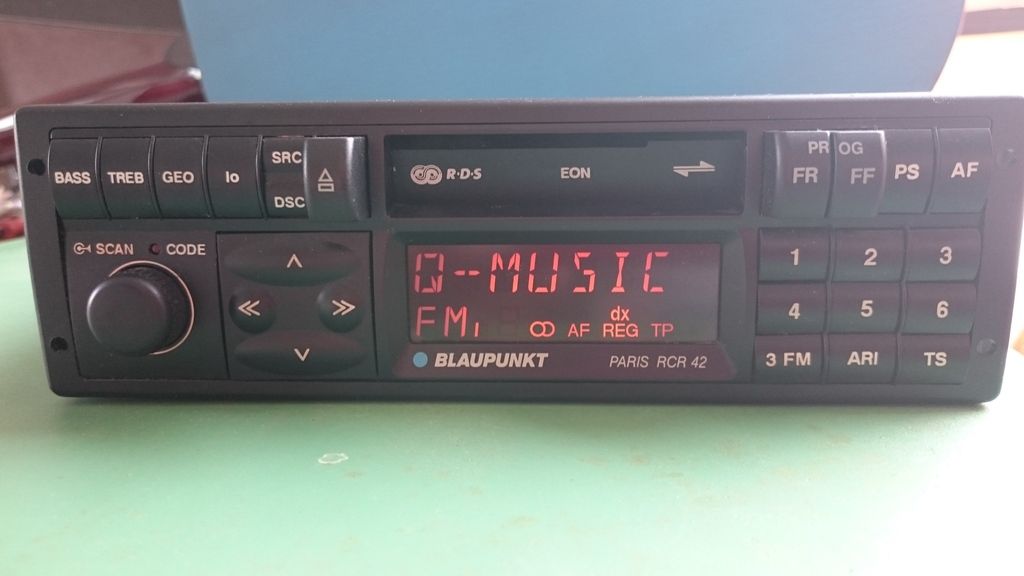 BASS TREB GEO lo SRC DSC
R·D·S EON
PROG
FR FF PS AF
SCAN CODE
Q--MUSIC
FM1 AF dx REG TP
BLAUPUNKT PARIS RCR 42
1 2 3
4 5 6
3 FM ARI TS